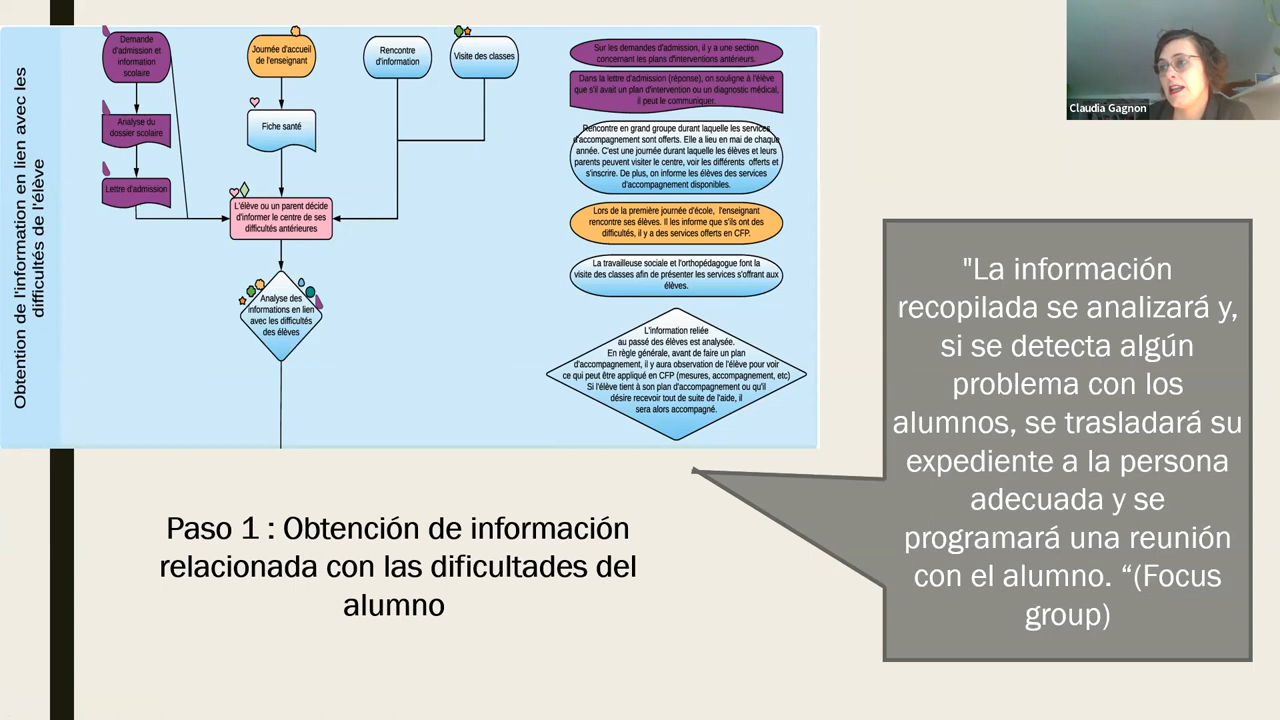 Obtention de l'information en lien avec les
difficultés de l'élève
Demande
d'admission et
information
scolaire
Analyse du
dossier scolaire
Lettre d'admission
Journée d'accueil
de l'enseignant
Fiche santé
Rencontre
d'information
Visite des classes
L'élève ou un parent décide
d'informer le centre de ses
difficultés antérieures
Analyse des
informations en lien
avec les difficultés
des élèves
Sur les demandes d'admission, il y a une section
concernant les plans d'interventions antérieurs.
Dans la lettre d'admission (réponse), on souligne à l'élève
que s'il avait un plan d'intervention ou un diagnostic médical,
il peut le communiquer.
Rencontre en grand groupe durant laquelle les services
d'accompagnement sont offerts. Elle a lieu en mai de chaque
année. C'est une journée durant laquelle les élèves et leurs
parents peuvent visiter le centre, voir les différents offerts et
s'inscrire. De plus, on informe les élèves des services
d'accompagnement disponibles.
Lors de la première journée d'école, l'enseignant
rencontre ses élèves. Il les informe que s'ils ont des
difficultés, il y a des services offerts en CFP.
La travailleuse sociale et l'orthopédagogue font la
visite des classes afin de présenter les services s'offrant aux
élèves.
L'information reliée
au passé des élèves est analysée.
En règle générale, avant de faire un plan
d'accompagnement, il y aura observation de l'élève pour voir
ce qui peut être appliqué en CFP (mesures, accompagnement, etc)
Si l'élève tient à son plan d'accompagnement ou qu'il
désire recevoir tout de suite de l'aide, il
sera alors accompagné.
Claudia Gagnon
"La información
recopilada se analizará y,
si se detecta algún
problema con los
alumnos, se trasladará su
expediente a la persona
adecuada y se
programará una reunión
con el alumno. “(Focus
group)
Paso 1 : Obtención de información
relacionada con las dificultades del
alumno